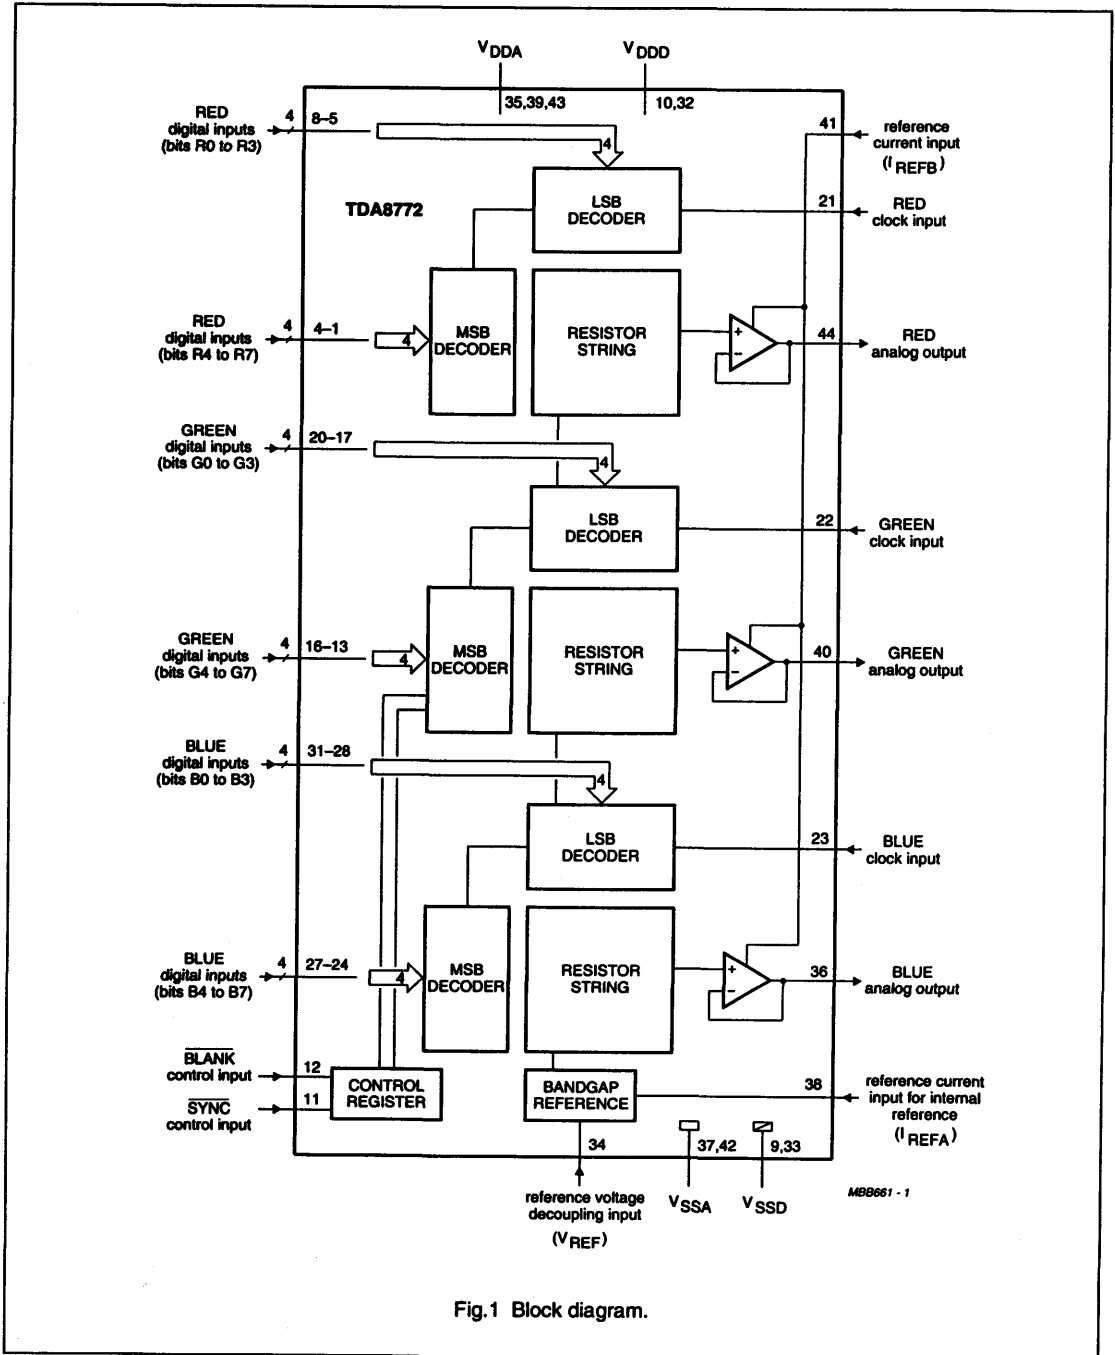 VDDA
VDDD
35,39,43
10,32
RED
digital inputs
(bits R0 to R3)
4
8–5
4
41
reference
current input
(I REFB)
TDA8772
LSB
DECODER
21
RED
clock input
RED
digital inputs
(bits R4 to R7)
4
4–1
4
MSB
DECODER
RESISTOR
STRING
+
−
44
RED
analog output
GREEN
digital inputs
(bits G0 to G3)
4
20–17
4
LSB
DECODER
22
GREEN
clock input
GREEN
digital inputs
(bits G4 to G7)
4
16–13
4
MSB
DECODER
RESISTOR
STRING
+
−
40
GREEN
analog output
BLUE
digital inputs
(bits B0 to B3)
4
31–28
4
LSB
DECODER
23
BLUE
clock input
BLUE
digital inputs
(bits B4 to B7)
4
27–24
4
MSB
DECODER
RESISTOR
STRING
+
−
36
BLUE
analog output
BLANK
control input
12
SYNC
control input
11
CONTROL
REGISTER
BANDGAP
REFERENCE
38
reference current
input for internal
reference
(I REFA)
34
37,42
9,33
reference voltage
decoupling input
(VREF)
VSSA
VSSD
MBB661 - 1
Fig.1 Block diagram.